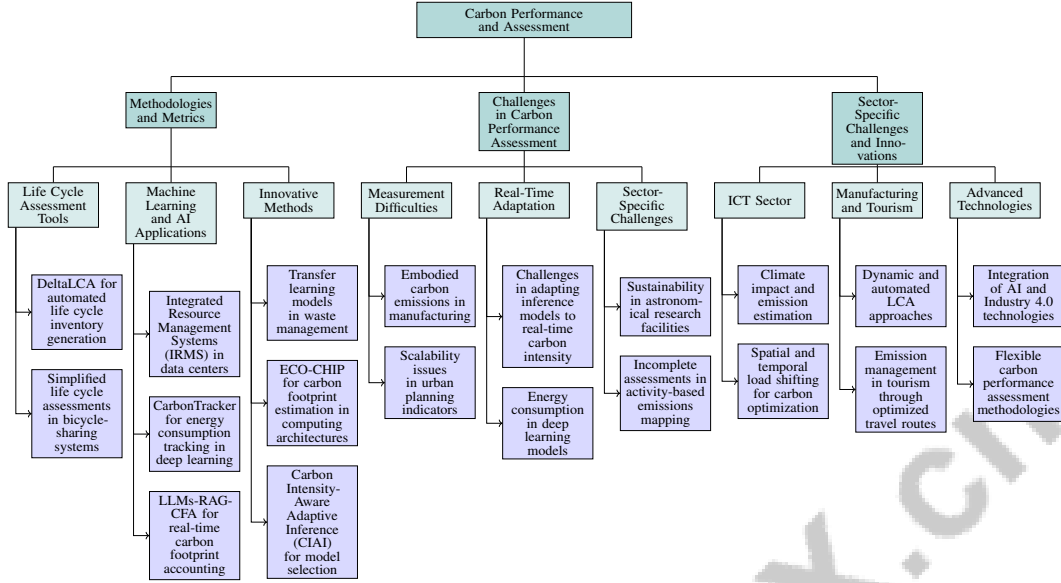 Carbon Performance
and Assessment
Methodologies
and Metrics
Challenges
in Carbon
Performance
Assessment
Sector-
Specific
Challenges
and Inno-
vations
Life Cycle
Assessment
Tools
Machine
Learning
and AI
Applications
Innovative
Methods
Measurement
Difficulties
Real-Time
Adaptation
Sector-
Specific
Challenges
ICT Sector
Manufacturing
and Tourism
Advanced
Technologies
DeltaLCA for
automated
life cycle
inventory
generation
Simplified
life cycle
assessments
in bicycle-
sharing
systems
Integrated
Resource
Management
Systems
(IRMS) in
data centers
CarbonTracker
for energy
consumption
tracking in
deep learning
LLMs-RAG-
CFA for
real-time
carbon
footprint
accounting
Transfer
learning
models
in waste
management
ECO-CHIP
for carbon
footprint
estimation in
computing
architectures
Carbon
Intensity-
Aware
Adaptive
Inference
(CIAI)
for model
selection
Embodied
carbon
emissions in
manufacturing
Scalability
issues
in urban
planning
indicators
Challenges
in adapting
inference
models to
real-time
carbon
intensity
Energy
consumption
in deep
learning
models
Sustainability
in astronom-
ical research
facilities
Incomplete
assessments in
activity-based
emissions
mapping
Climate
impact and
emission
estimation
Spatial and
temporal
load shifting
for carbon
optimization
Dynamic and
automated
LCA
approaches
Emission
management
in tourism
through
optimized
travel routes
Integration
of AI and
Industry 4.0
technologies
Flexible
carbon
performance
assessment
methodologies